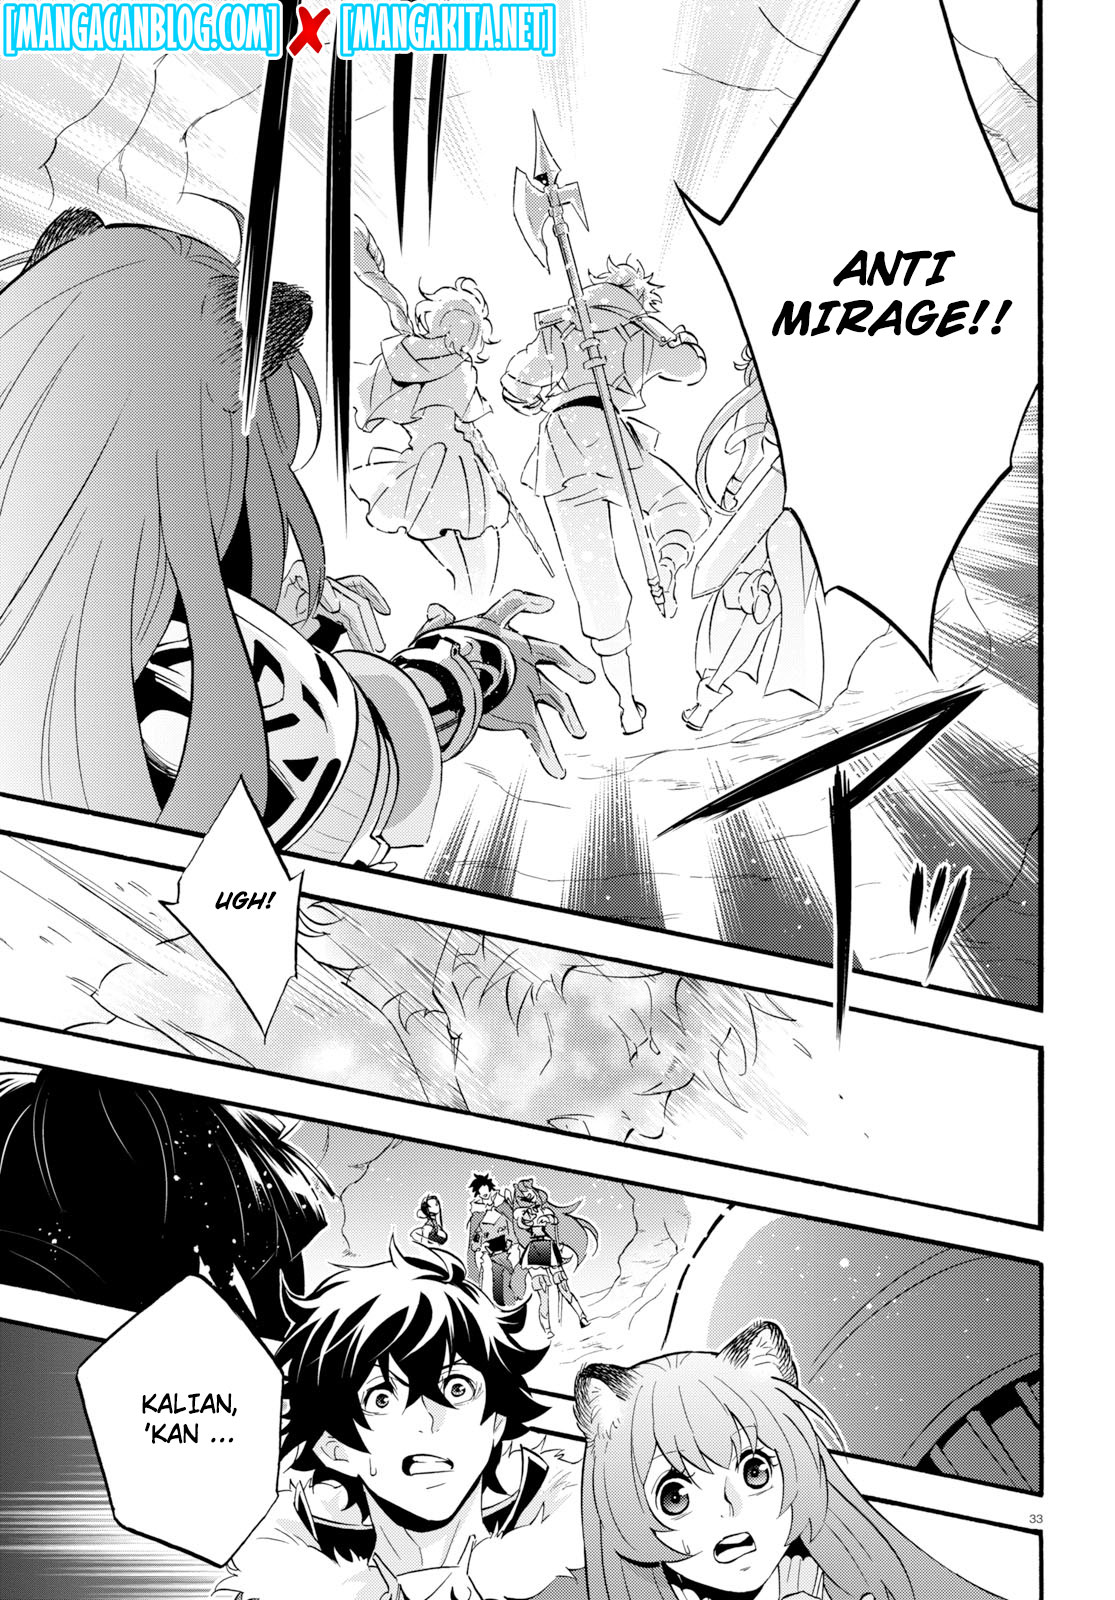 [MANGACANBLOG.COM] X [MANGAKITA.NET]
ANTI
MIRAGE!!
UGH!
KALIAN,
'KAN ...
33